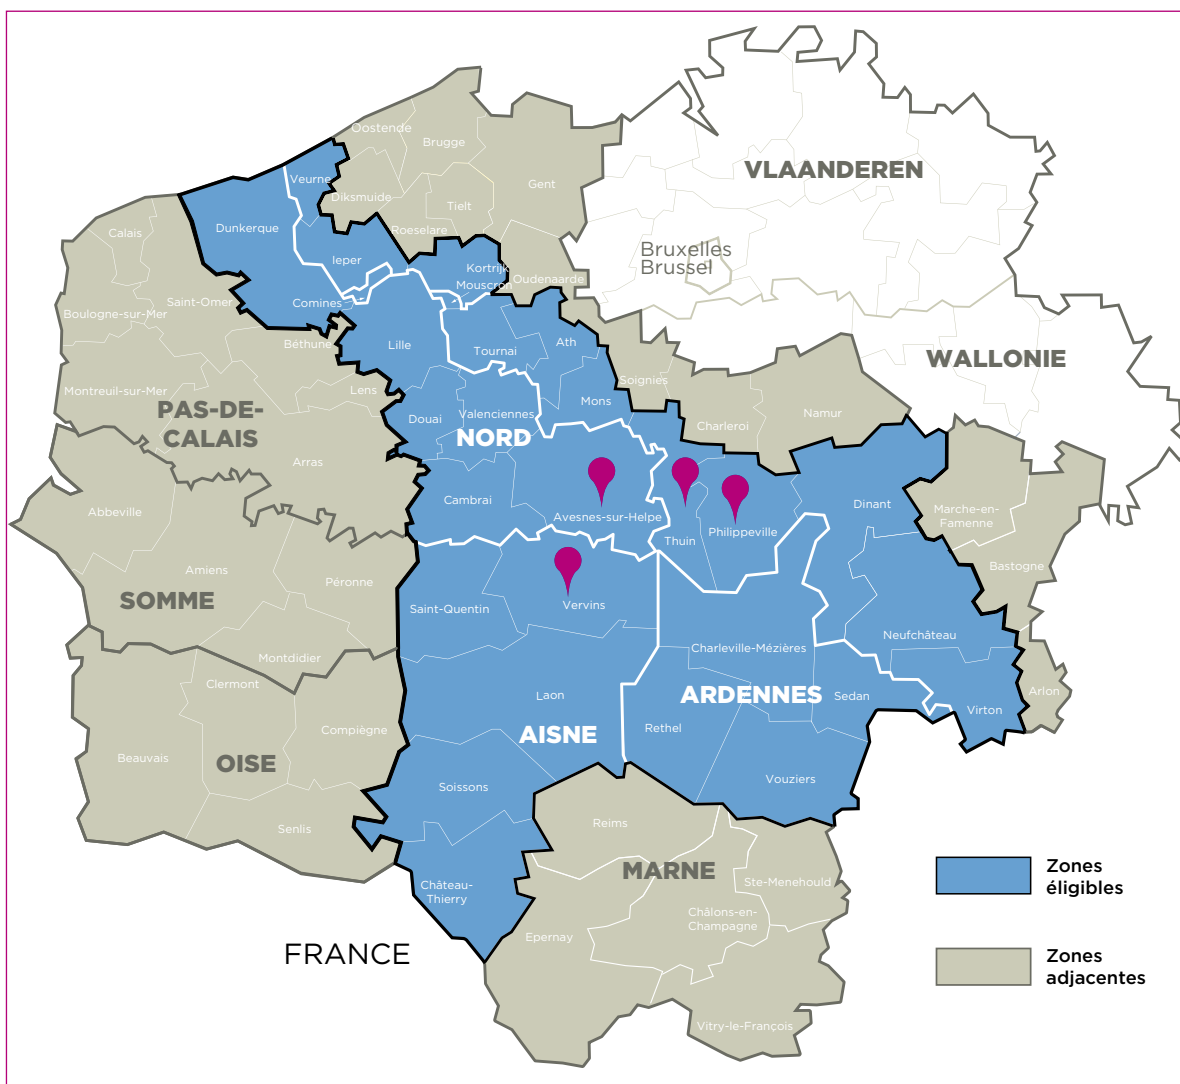 Oostende
Brugge
VLAANDEREN
Veurne
Gent
Diksmuide
Tielt
Calais
Dunkerque
Roeselare
Bruxelles
Brussel
Ieper
Kortrijk
Mouscron
Oudenaarde
Saint-Omer
Comines
Boulogne-sur-Mer
Béthune
Lille
Tournai
Ath
WALLONIE
Soignies
Montreuil-sur-Mer
Lens
PAS-DE-
CALAIS
Mons
Douai
Valenciennes
NORD
Charleroi
Namur
Arras
Cambrai
Abbeville
Avesnes-sur-Helpe
Thuin
Philippeville
Dinant
Marche-en-
Famenne
Bastogne
Amiens
Péronne
SOMME
Saint-Quentin
Vervins
Neufchâteau
Charleville-Mézières
Montdidier
Clermont
Laon
ARDENNES
Sedan
Arlon
Virton
Compiègne
AISNE
Rethel
Beauvais
OISE
Soissons
Vouziers
Senlis
Reims
MARNE
Château-
Thierry
Ste-Menehould
Châlons-en-
Champagne
Epernay
FRANCE
Vitry-le-François
Zones
éligibles
Zones
adjacentes